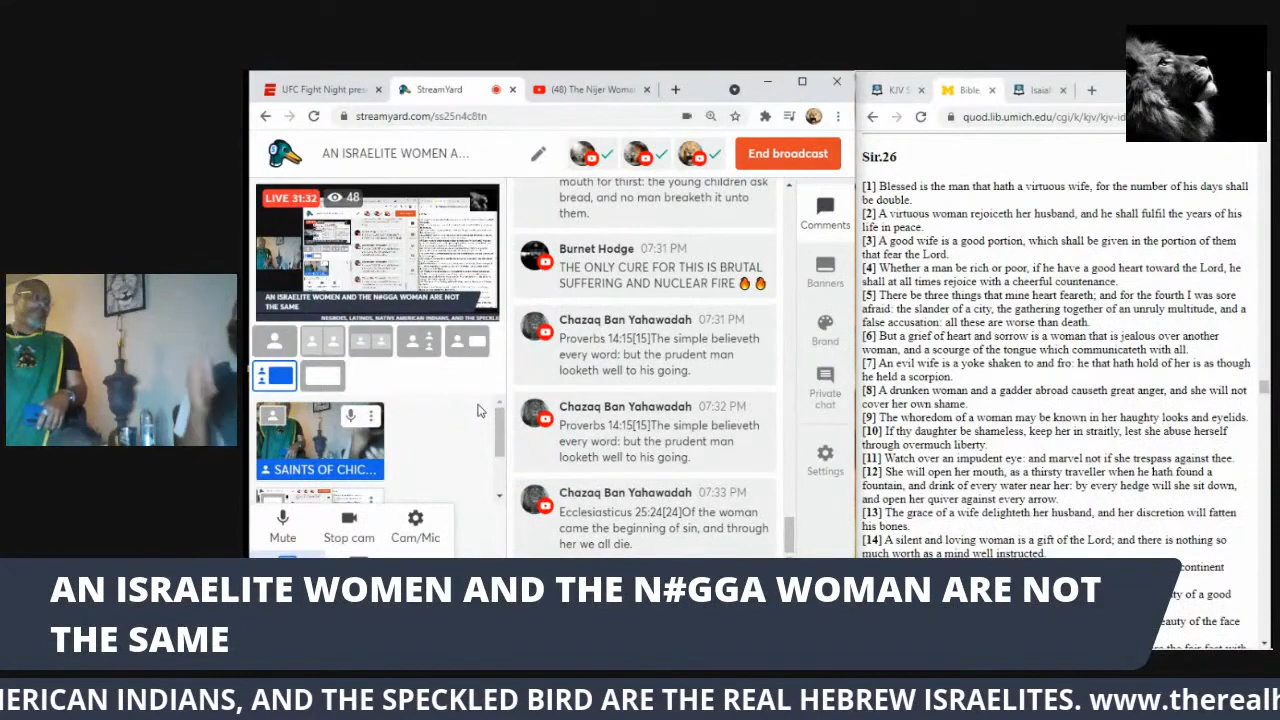 UFC Fight Night pres
StreamYard
(48) The Nijer Woma
streamyard.com/ss25n4c8tn
AN ISRAELITE WOMEN A...
End broadcast
LIVE 31:32
48
AN ISRAELITE WOMEN AND THE N#GGA WOMAN ARE NOT
THE SAME
NEGROES, LATINOS, NATIVE AMERICAN INDIANS, AND THE SPECKLED
SAINTS OF CHIC...
Mute
Stop cam
Cam/Mic
mouth for thirst: the young children ask
bread, and no man breaketh it unto
them.
Burnet Hodge 07:31 PM
THE ONLY CURE FOR THIS IS BRUTAL
SUFFERING AND NUCLEAR FIRE 🔥🔥
Chazaq Ban Yahawadah 07:31 PM
Proverbs 14:15[15]The simple believeth
every word: but the prudent man
looketh well to his going.
Chazaq Ban Yahawadah 07:32 PM
Proverbs 14:15[15]The simple believeth
every word: but the prudent man
looketh well to his going.
Chazaq Ban Yahawadah 07:33 PM
Ecclesiasticus 25:24[24]Of the woman
came the beginning of sin, and through
her we all die.
Comments
Banners
Brand
Private
chat
Settings
KJV S
Bible
Isaial
quod.lib.umich.edu/cgi/k/kjv/kjv-id
Sir.26
[1] Blessed is the man that hath a virtuous wife, for the number of his days shall
be double.
[2] A virtuous woman rejoiceth her husband, and he shall fulfil the years of his
life in peace.
[3] A good wife is a good portion, which shall be given in the portion of them
that fear the Lord.
[4] Whether a man be rich or poor, if he have a good heart toward the Lord, he
shall at all times rejoice with a cheerful countenance.
[5] There be three things that mine heart feareth; and for the fourth I was sore
afraid: the slander of a city, the gathering together of an unruly multitude, and a
false accusation: all these are worse than death.
[6] But a grief of heart and sorrow is a woman that is jealous over another
woman, and a scourge of the tongue which communicateth with all.
[7] An evil wife is a yoke shaken to and fro: he that hath hold of her is as though
he held a scorpion.
[8] A drunken woman and a gadder abroad causeth great anger, and she will not
cover her own shame.
[9] The whoredom of a woman may be known in her haughty looks and eyelids.
[10] If thy daughter be shameless, keep her in straitly, lest she abuse herself
through overmuch liberty.
[11] Watch over an impudent eye: and marvel not if she trespass against thee.
[12] She will open her mouth, as a thirsty traveller when he hath found a
fountain, and drink of every water near her: by every hedge will she sit down,
and open her quiver against every arrow.
[13] The grace of a wife delighteth her husband, and her discretion will fatten
his bones.
[14] A silent and loving woman is a gift of the Lord; and there is nothing so
much worth as a mind well instructed.
continent
ty of a good
eauty of the face
AN ISRAELITE WOMEN AND THE N#GGA WOMAN ARE NOT
THE SAME
MERICAN INDIANS, AND THE SPECKLED BIRD ARE THE REAL HEBREW ISRAELITES. www.therealh